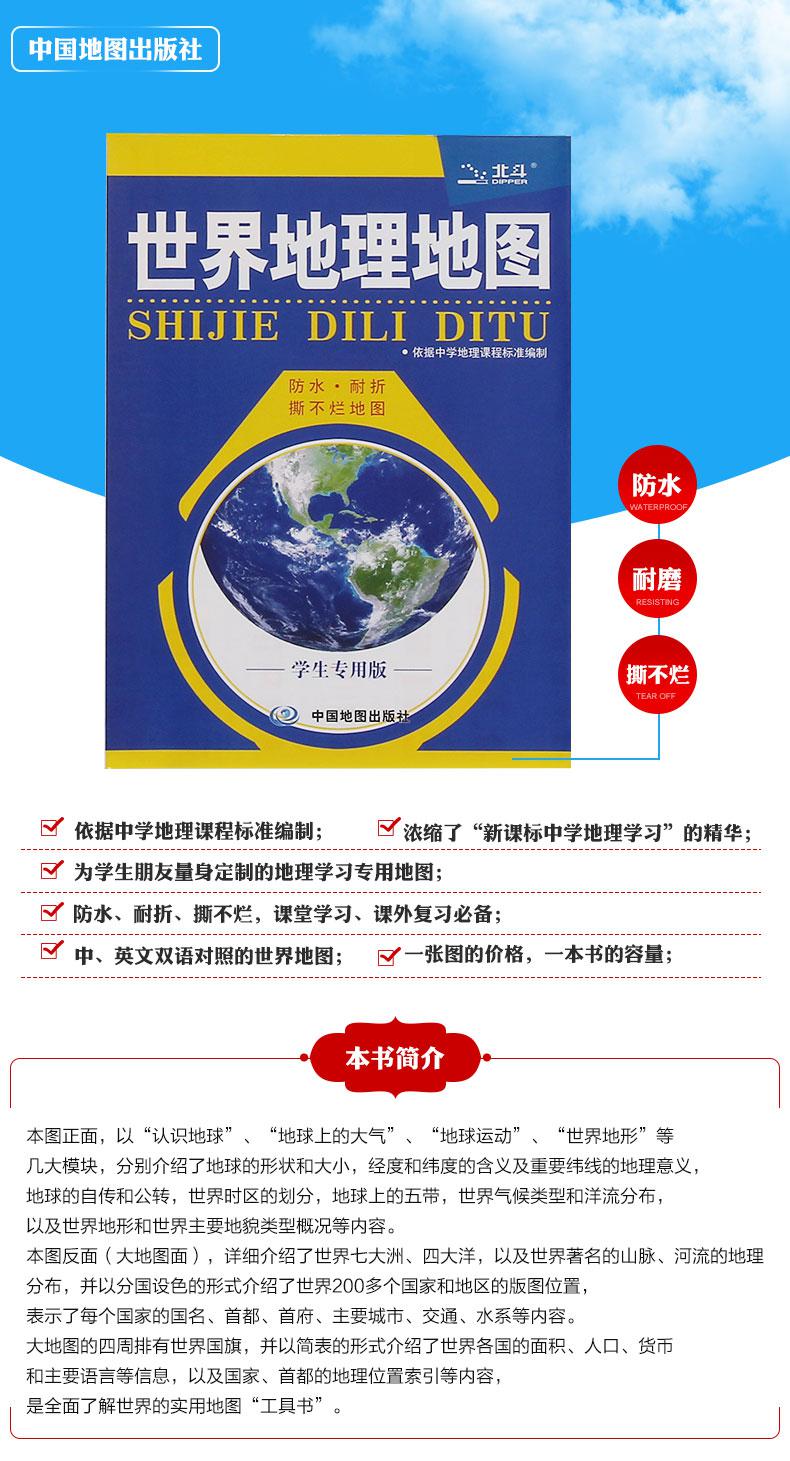 中国地图出版社
北斗®
DIPPER
世界地理地图
SHIJIE DILI DITU
• 依据中学地理课程标准编制
防水·耐折
撕不烂地图
学生专用版
中国地图出版社
防水
WATERPROOF
耐磨
RESISTING
撕不烂
TEAR OFF
依据中学地理课程标准编制；
浓缩了“新课标中学地理学习”的精华；
为学生朋友量身定制的地理学习专用地图；
防水、耐折、撕不烂，课堂学习、课外复习必备；
中、英文双语对照的世界地图；
一张图的价格，一本书的容量；
本书简介
本图正面，以“认识地球”、“地球上的大气”、“地球运动”、“世界地形”等
几大模块，分别介绍了地球的形状和大小，经度和纬度的含义及重要纬线的地理意义，
地球的自传和公转，世界时区的划分，地球上的五带，世界气候类型和洋流分布，
以及世界地形和世界主要地貌类型概况等内容。
本图反面（大地图面），详细介绍了世界七大洲、四大洋，以及世界著名的山脉、河流的地理
分布，并以分国设色的形式介绍了世界200多个国家和地区的版图位置，
表示了每个国家的国名、首都、首府、主要城市、交通、水系等内容。
大地图的四周排有世界国旗，并以简表的形式介绍了世界各国的面积、人口、货币
和主要语言等信息，以及国家、首都的地理位置索引等内容，
是全面了解世界的实用地图“工具书”。